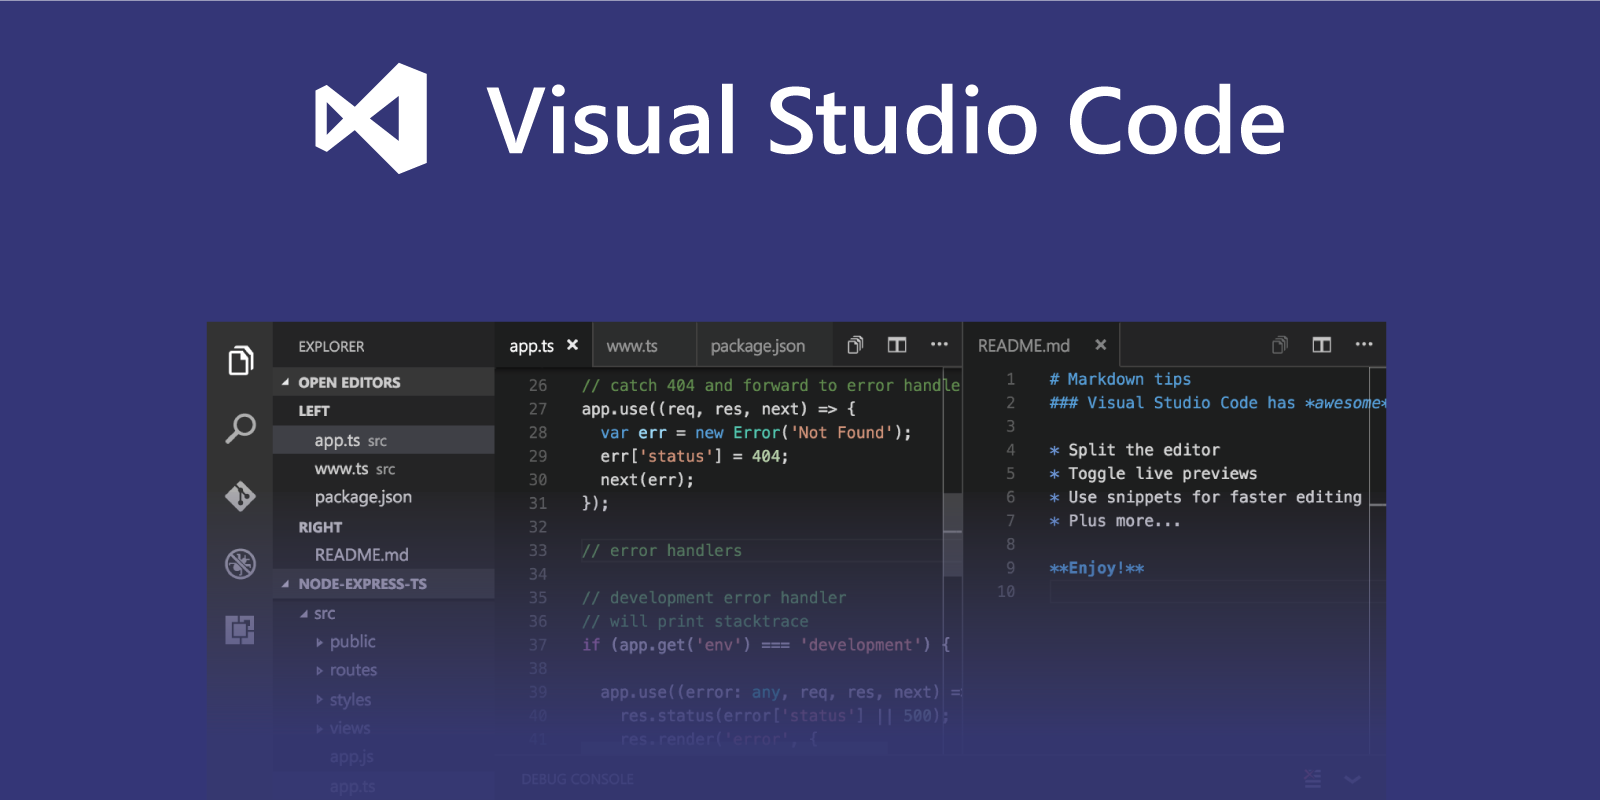 Visual Studio Code
EXPLORER
OPEN EDITORS
LEFT
app.ts src
www.ts src
package.json
RIGHT
README.md
NODE-EXPRESS-TS
src
public
routes
styles
views
app.js
app.ts
app.ts www.ts package.json
26 // catch 404 and forward to error handle
27 app.use((req, res, next) => {
28 var err = new Error('Not Found');
29 err['status'] = 404;
30 next(err);
31 });
32
33 // error handlers
34
35 // development error handler
36 // will print stacktrace
37 if (app.get('env') === 'development') {
38
39 app.use((error: any, req, res, next) =>
40 res.status(error['status'] || 500);
41 res.render('error', {
DEBUG CONSOLE
README.md
1 # Markdown tips
2 ### Visual Studio Code has *awesome*
3
4 * Split the editor
5 * Toggle live previews
6 * Use snippets for faster editing
7 * Plus more...
8
9 **Enjoy!**
10